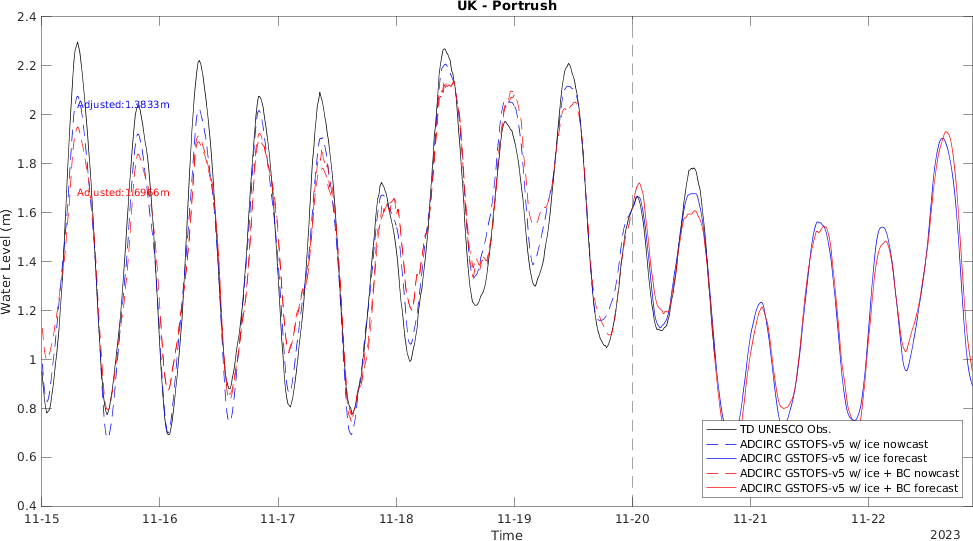 UK - Portrush
2.4
2.2
2
1.8
1.6
1.4
1.2
1
0.8
0.6
0.4
Water Level (m)
Adjusted:1.3833m
Adjusted:1.6966m
TD UNESCO Obs.
ADCIRC GSTOFS-v5 w/ ice nowcast
ADCIRC GSTOFS-v5 w/ ice forecast
ADCIRC GSTOFS-v5 w/ ice + BC nowcast
ADCIRC GSTOFS-v5 w/ ice + BC forecast
11-15 11-16 11-17 11-18 11-19 11-20 11-21 11-22
Time
2023